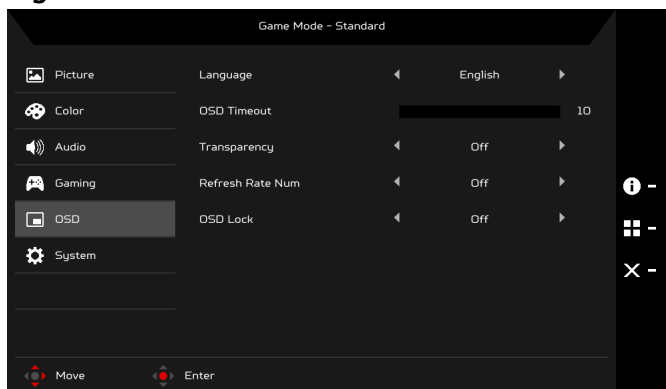 Game Mode - Standard
Picture
Language English
Color
OSD Timeout 10
Audio
Transparency Off
Gaming
Refresh Rate Num Off
OSD
OSD Lock Off
System
Move Enter